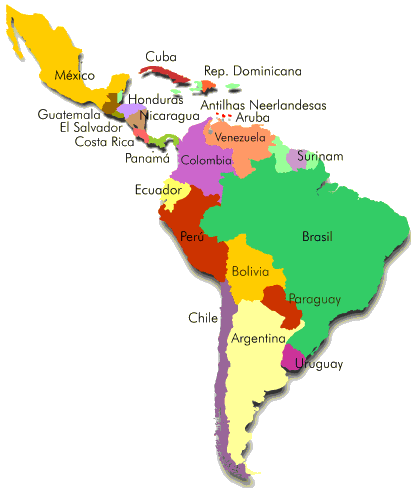 Cuba
Rep. Dominicana
México
Honduras
Antilhas Neerlandesas
Guatemala
Nicaragua
Aruba
El Salvador
Costa Rica
Venezuela
Panamá
Colombia
Surinam
Ecuador
Perú
Brasil
Bolivia
Paraguay
Chile
Argentina
Uruguay